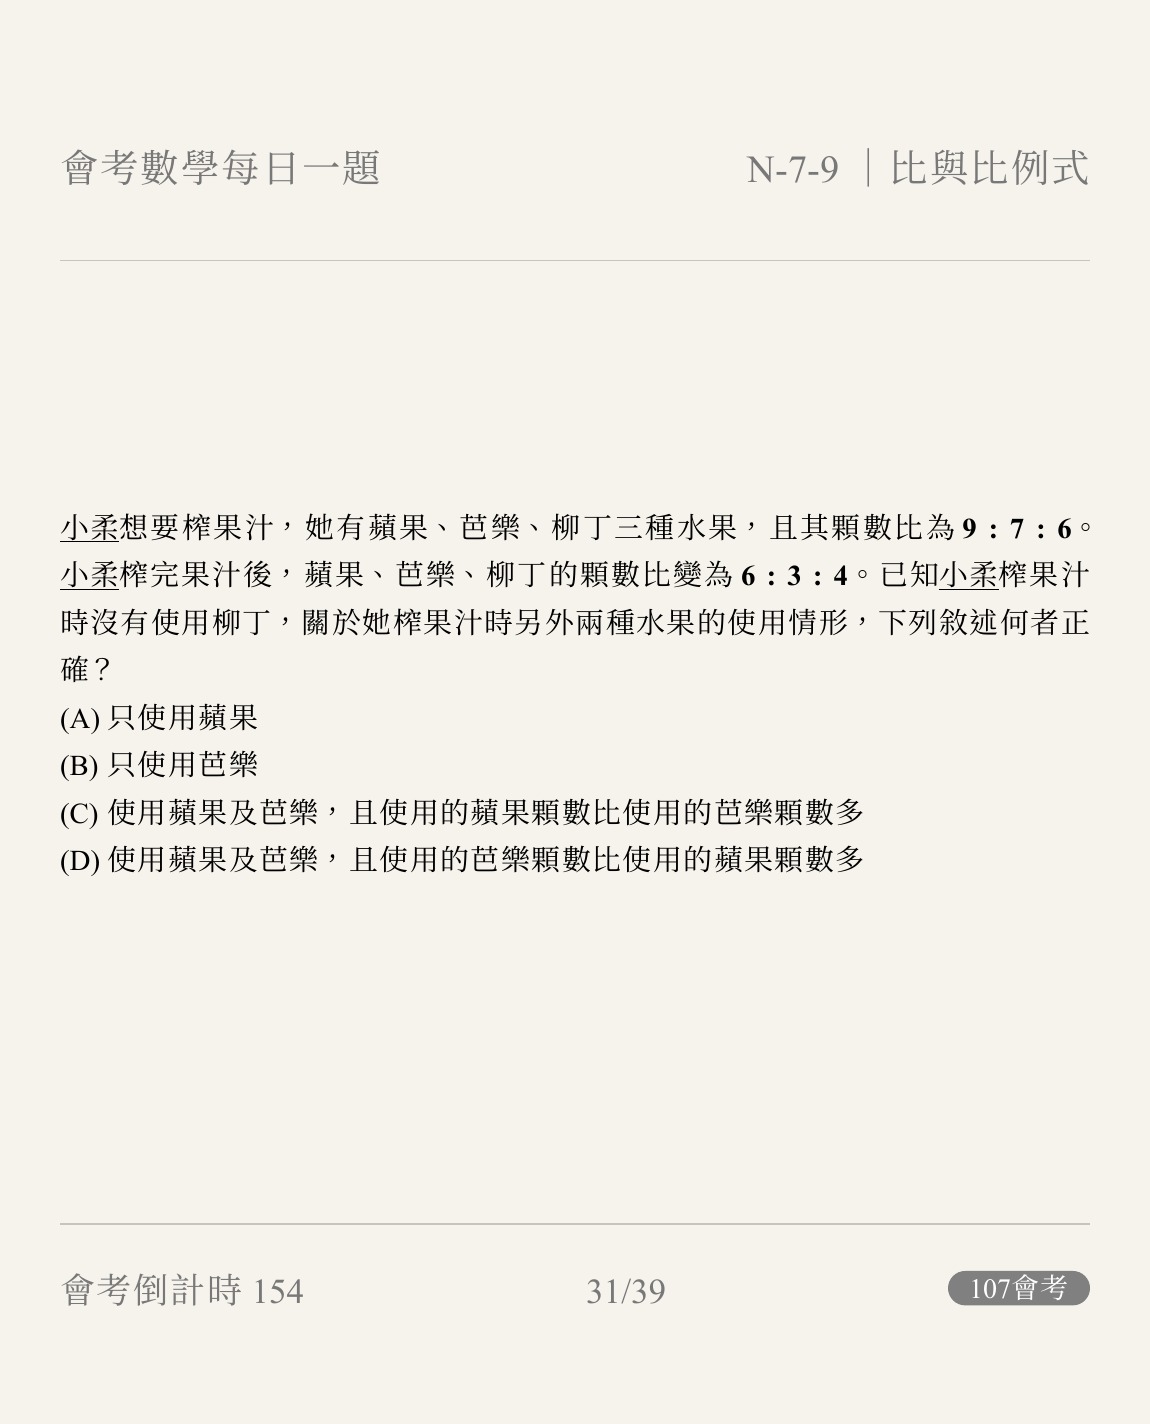 會考數學每日一題
N-7-9｜比與比例式
小柔想要榨果汁，她有蘋果、芭樂、柳丁三種水果，且其顆數比為 9 : 7 : 6。
小柔榨完果汁後，蘋果、芭樂、柳丁的顆數比變為 6 : 3 : 4。已知小柔榨果汁
時沒有使用柳丁，關於她榨果汁時另外兩種水果的使用情形，下列敘述何者正
確？
(A) 只使用蘋果
(B) 只使用芭樂
(C) 使用蘋果及芭樂，且使用的蘋果顆數比使用的芭樂顆數多
(D) 使用蘋果及芭樂，且使用的芭樂顆數比使用的蘋果顆數多
會考倒計時 154
31/39
107會考